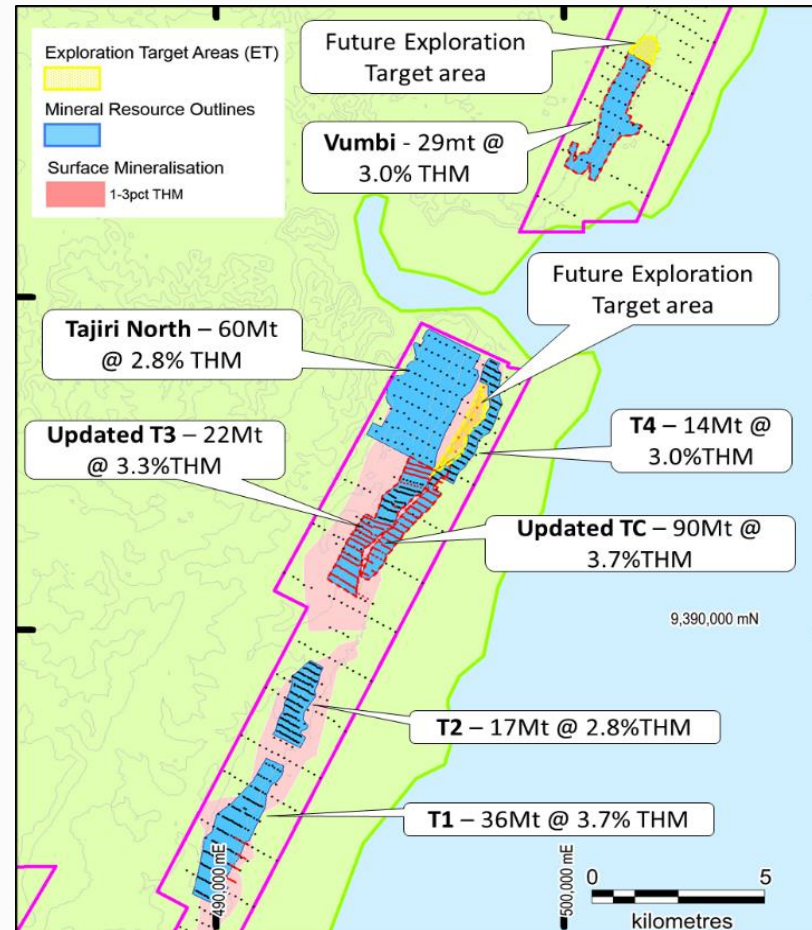 Exploration Target Areas (ET)
Mineral Resource Outlines
Surface Mineralisation
1-3pct THM
Future Exploration
Target area
Vumbi - 29mt @
3.0% THM
Future Exploration
Target area
Tajiri North – 60Mt
@ 2.8% THM
Updated T3 – 22Mt
@ 3.3%THM
T4 – 14Mt @
3.0%THM
Updated TC – 90Mt @
3.7%THM
9,390,000 mN
T2 – 17Mt @ 2.8%THM
T1 – 36Mt @ 3.7% THM
490,000 mE
500,000 mE
0 5
kilometres